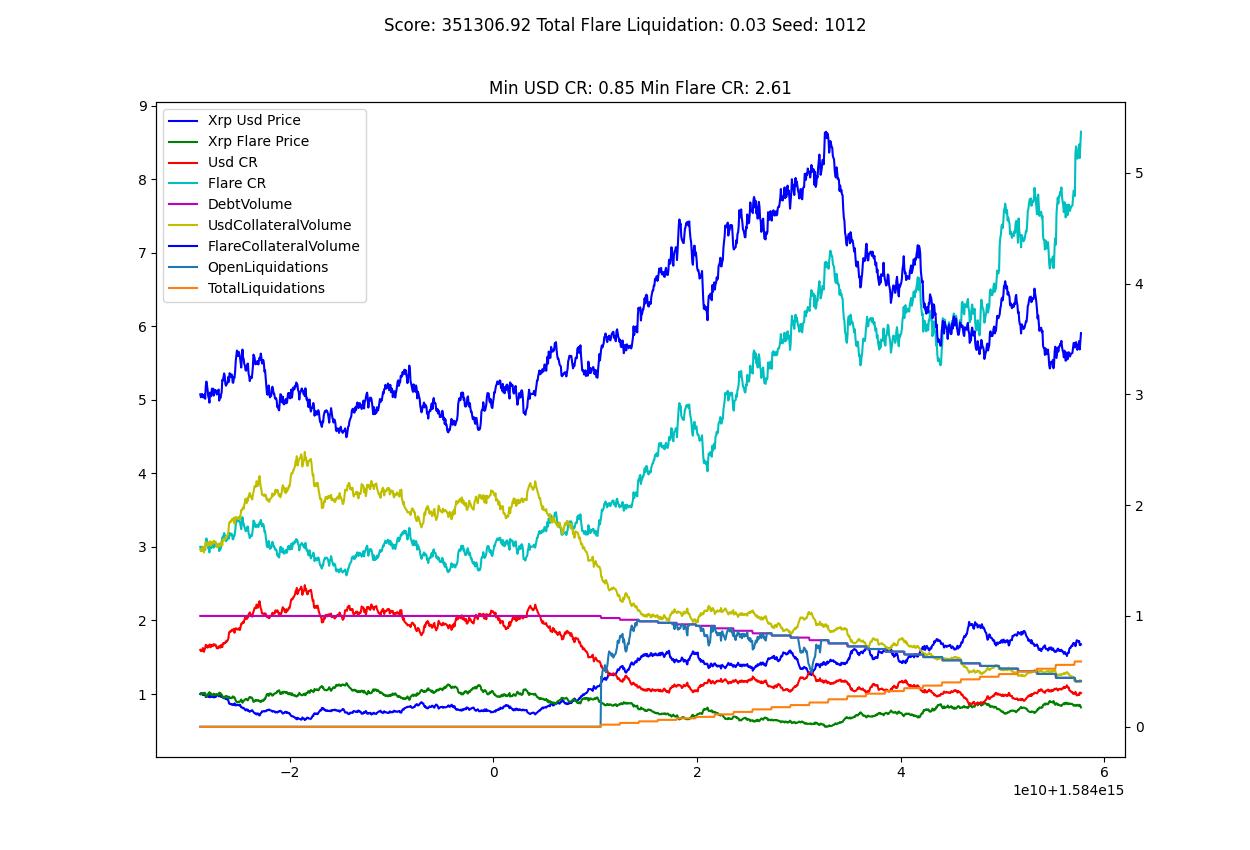 Score: 351306.92 Total Flare Liquidation: 0.03 Seed: 1012
Min USD CR: 0.85 Min Flare CR: 2.61
Xrp Usd Price
Xrp Flare Price
Usd CR
Flare CR
DebtVolume
UsdCollateralVolume
FlareCollateralVolume
OpenLiquidations
TotalLiquidations
9
8
7
6
5
4
3
2
1
5
4
3
2
1
0
−2
0
2
4
6
1e10+1.584e15